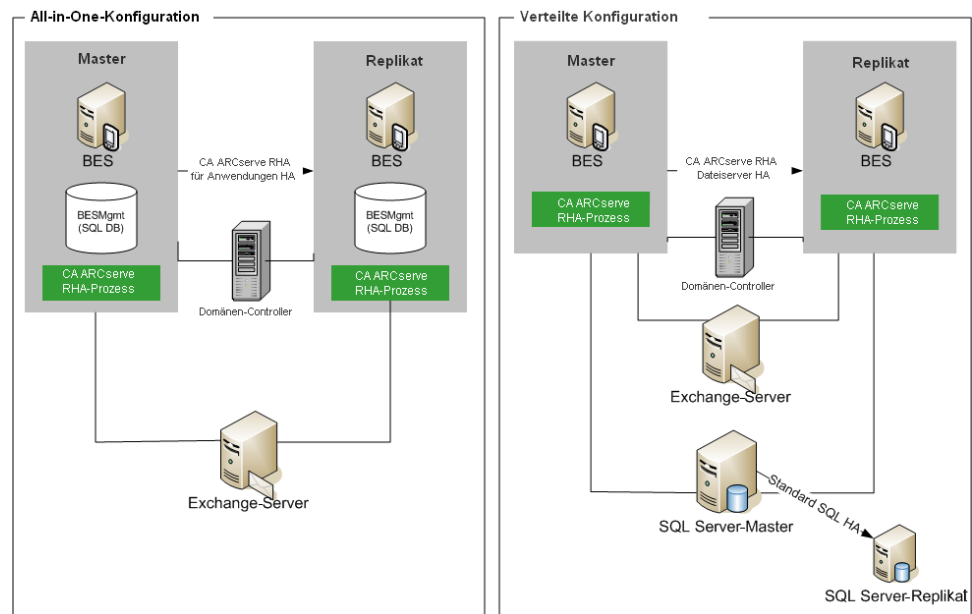 All-in-One-Konfiguration
Master
Replikat
BES
BES
CA ARCserve RHA
für Anwendungen HA
BESMgmt
(SQL DB)
BESMgmt
(SQL DB)
CA ARCserve
RHA-Prozess
CA ARCserve
RHA-Prozess
Domänen-Controller
Exchange-Server
Verteilte Konfiguration
Master
Replikat
BES
BES
CA ARCserve RHA
Dateiserver HA
CA ARCserve
RHA-Prozess
CA ARCserve
RHA-Prozess
Domänen-Controller
Exchange-Server
Standard SQL HA
SQL Server-Master
SQL Server-Replikat